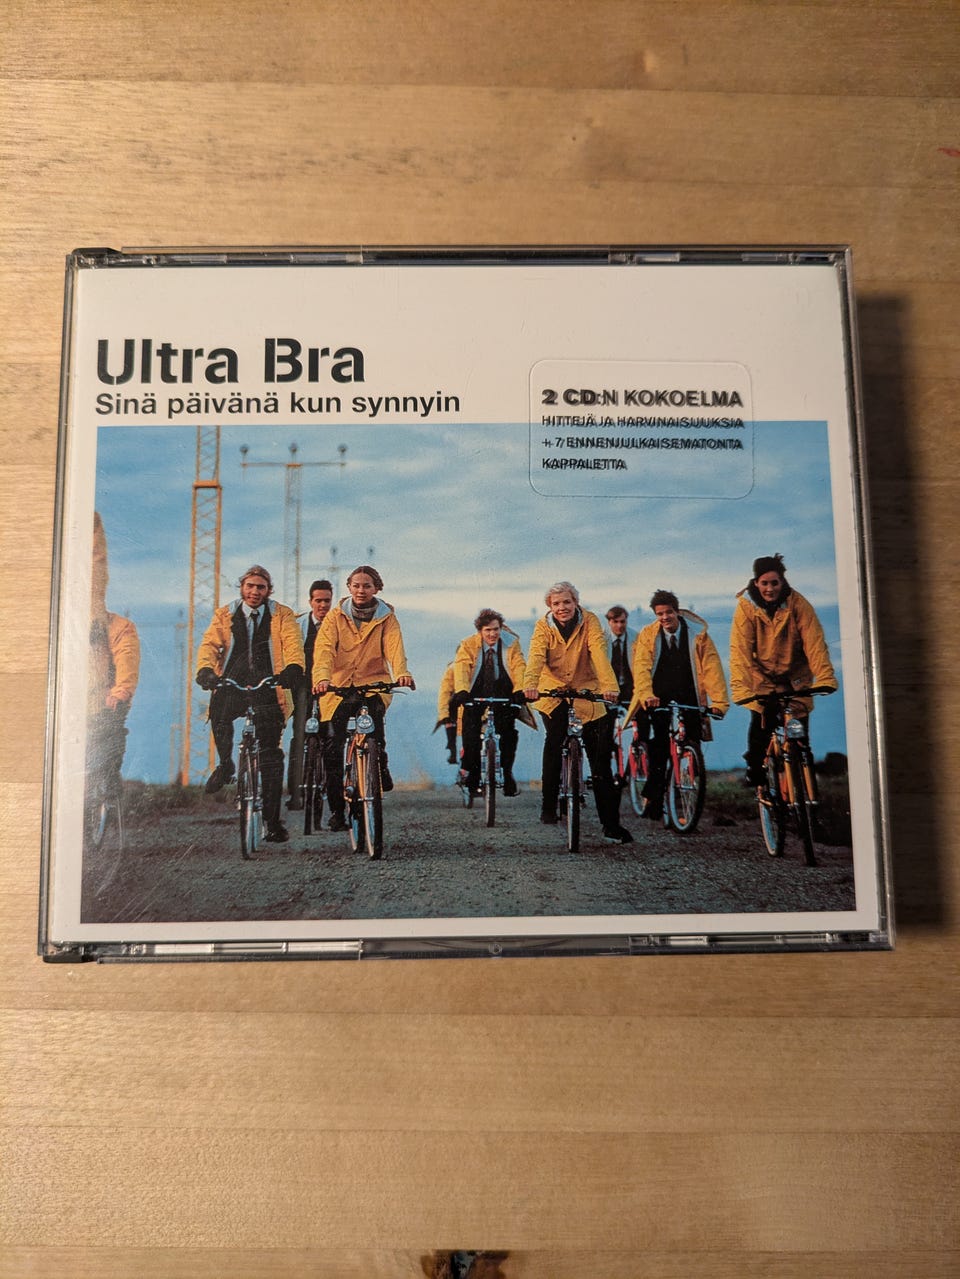 Ultra Bra
Sinä päivänä kun synnyin
2 CD:N KOKOELMA
HITTEJÄ JA HARVINAISUUKSIA
+ 7 ENNENJULKAISEMATONTA
KAPPALETTA